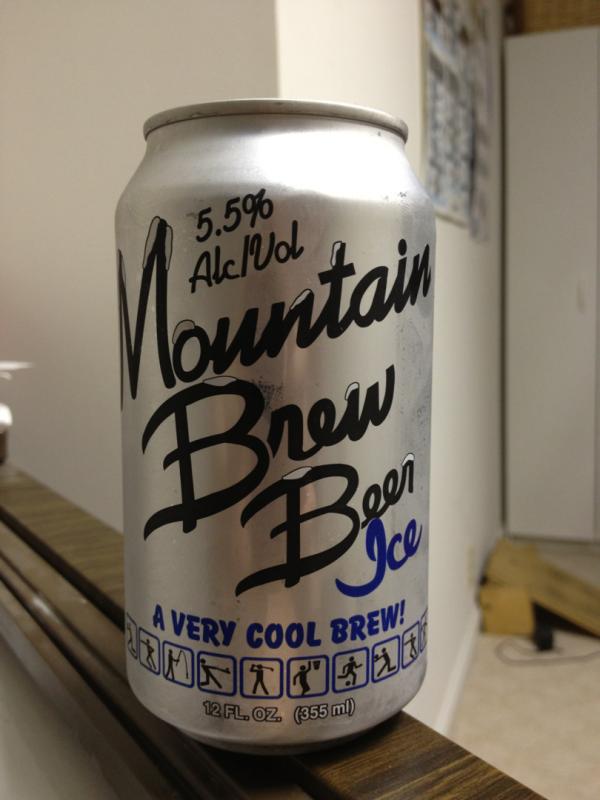 5.5%
Alc/Vol
Mountain
Brew
Beer
Ice
A VERY COOL BREW!
12 FL. OZ. (355 ml)